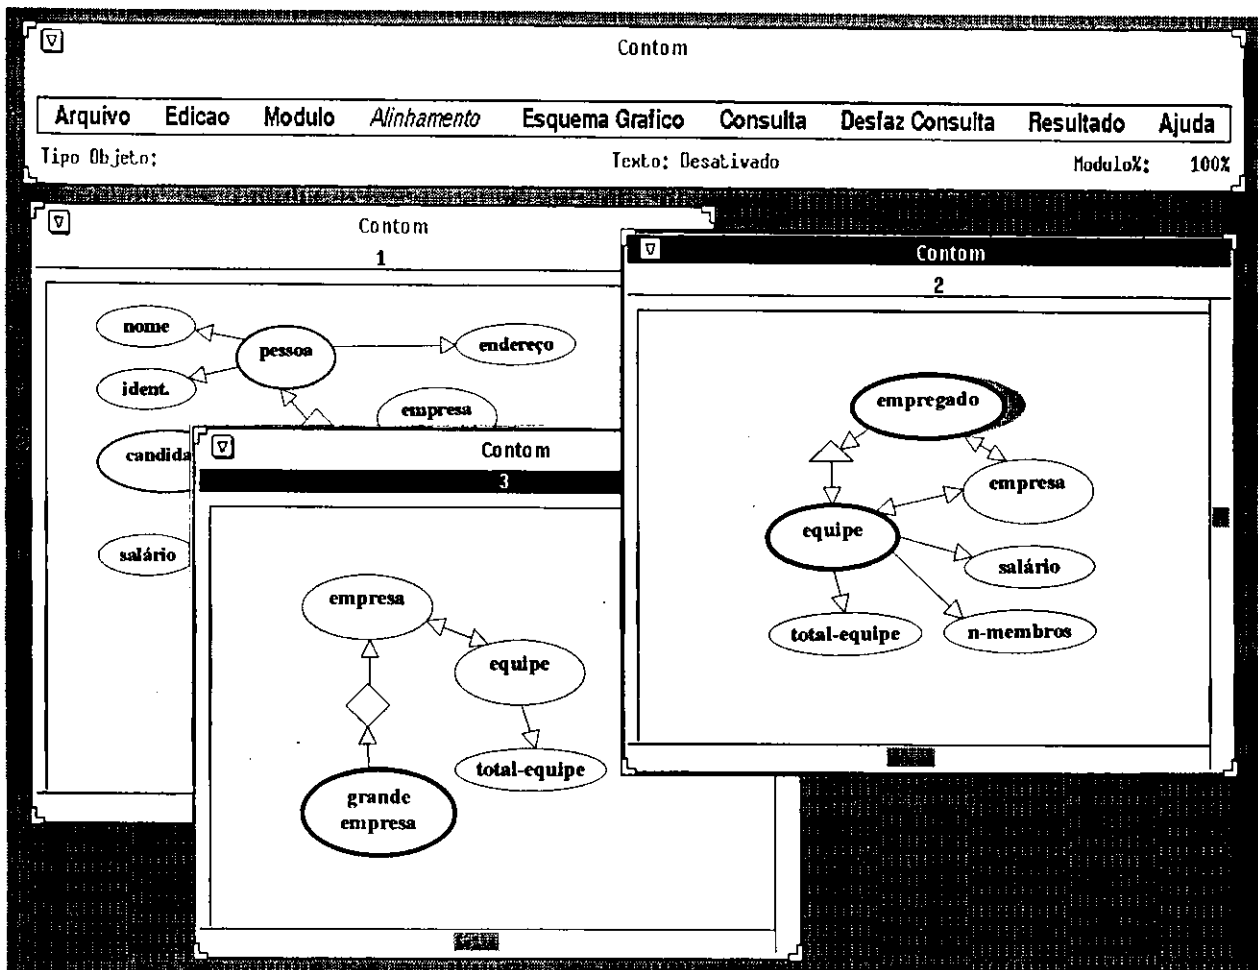 Contom
Arquivo Edicao Modulo Alinhamento Esquema Grafico Consulta Desfaz Consulta Resultado Ajuda
Tipo Objeto: Texto: Desativado Modulo%: 100%
Contom
1
nome
pessoa
endereço
ident.
empresa
candida
salário
Contom
2
empregado
empresa
equipe
salário
total-equipe n-membros
Contom
3
empresa
equipe
total-equipe
grande
empresa